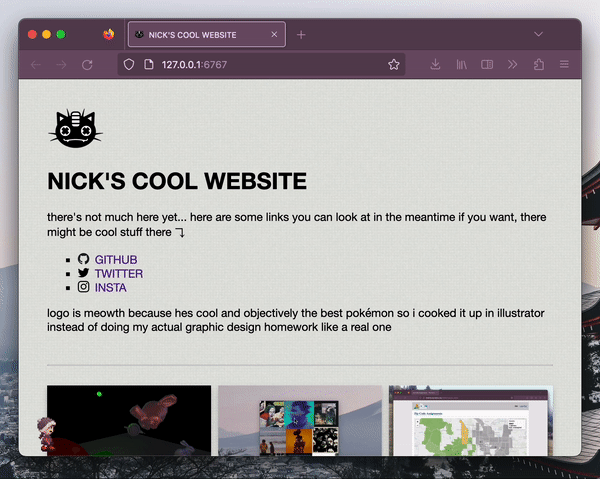 NICK'S COOL WEBSITE
127.0.0.1:6767
NICK'S COOL WEBSITE
there's not much here yet... here are some links you can look at in the meantime if you want, there
might be cool stuff there
GITHUB
TWITTER
INSTA
logo is meowth because hes cool and objectively the best pokémon so i cooked it up in illustrator
instead of doing my actual graphic design homework like a real one